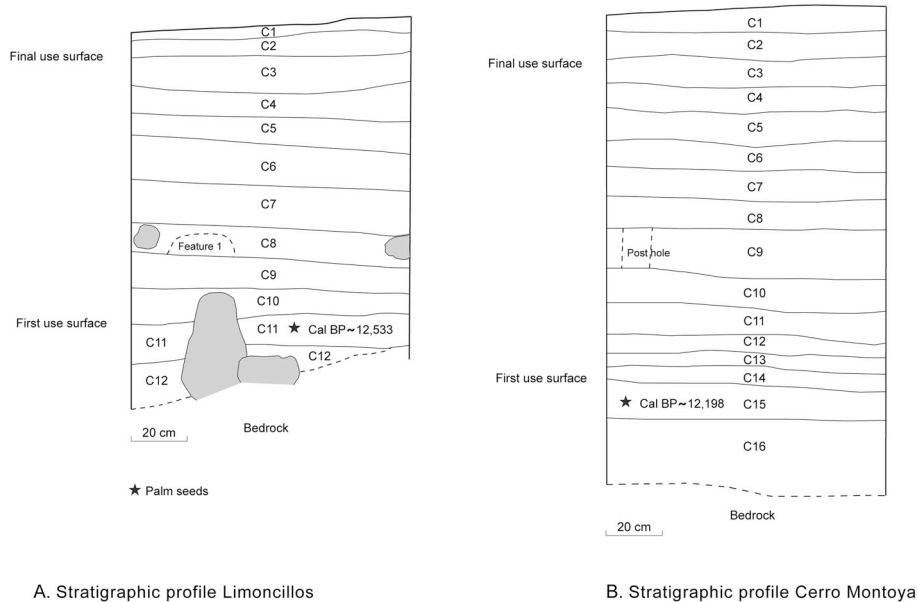 C1
C2
Final use surface
C3
C4
C5
C6
C7
Feature 1
C8
C9
C10
First use surface
C11
C11
★ Cal BP~12,533
C12
C12
Bedrock
20 cm
★ Palm seeds
A. Stratigraphic profile Limoncillos
C1
C2
Final use surface
C3
C4
C5
C6
C7
C8
Post hole
C9
C10
C11
C12
C13
First use surface
C14
★ Cal BP~12,198
C15
C16
Bedrock
20 cm
B. Stratigraphic profile Cerro Montoya